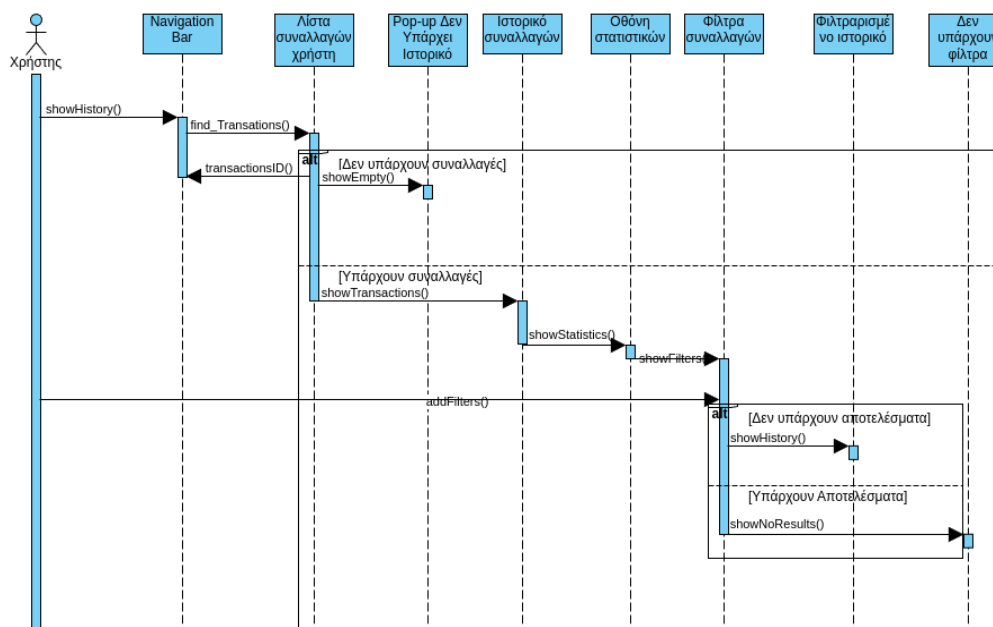 Χρήστης
Navigation
Bar
Λίστα
συναλλαγών
χρήστη
Pop-up Δεν
Υπάρχει
Ιστορικό
Ιστορικό
συναλλαγών
Οθόνη
στατιστικών
Φίλτρα
συναλλαγών
Φιλτραρισμέ
νο ιστορικό
Δεν
υπάρχουν
φίλτρα
showHistory()
find_Transations()
alt
[Δεν υπάρχουν συναλλαγές]
transactionsID()
showEmpty()
[Υπάρχουν συναλλαγές]
showTransactions()
showStatistics()
showFilters()
addFilters()
alt
[Δεν υπάρχουν αποτελέσματα]
showHistory()
[Υπάρχουν Αποτελέσματα]
showNoResults()